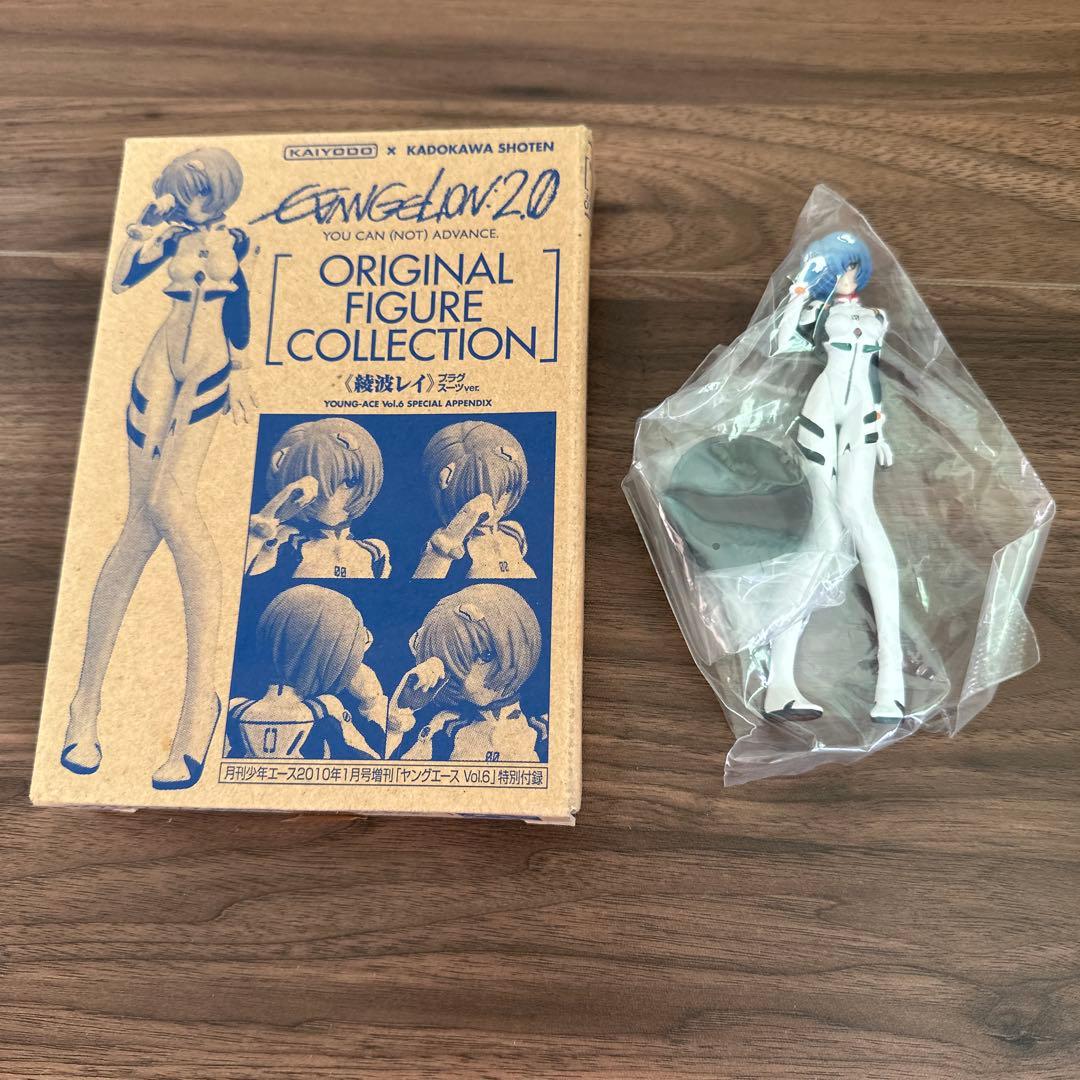 KAIYODO × KADOKAWA SHOTEN
EVANGELION:2.0
YOU CAN (NOT) ADVANCE.
ORIGINAL
FIGURE
COLLECTION
《綾波レイ》プラグスーツver.
YOUNG-ACE Vol.6 SPECIAL APPENDIX
00
00
00
月刊少年エース2010年1月号増刊「ヤングエース Vol.6」特別付録